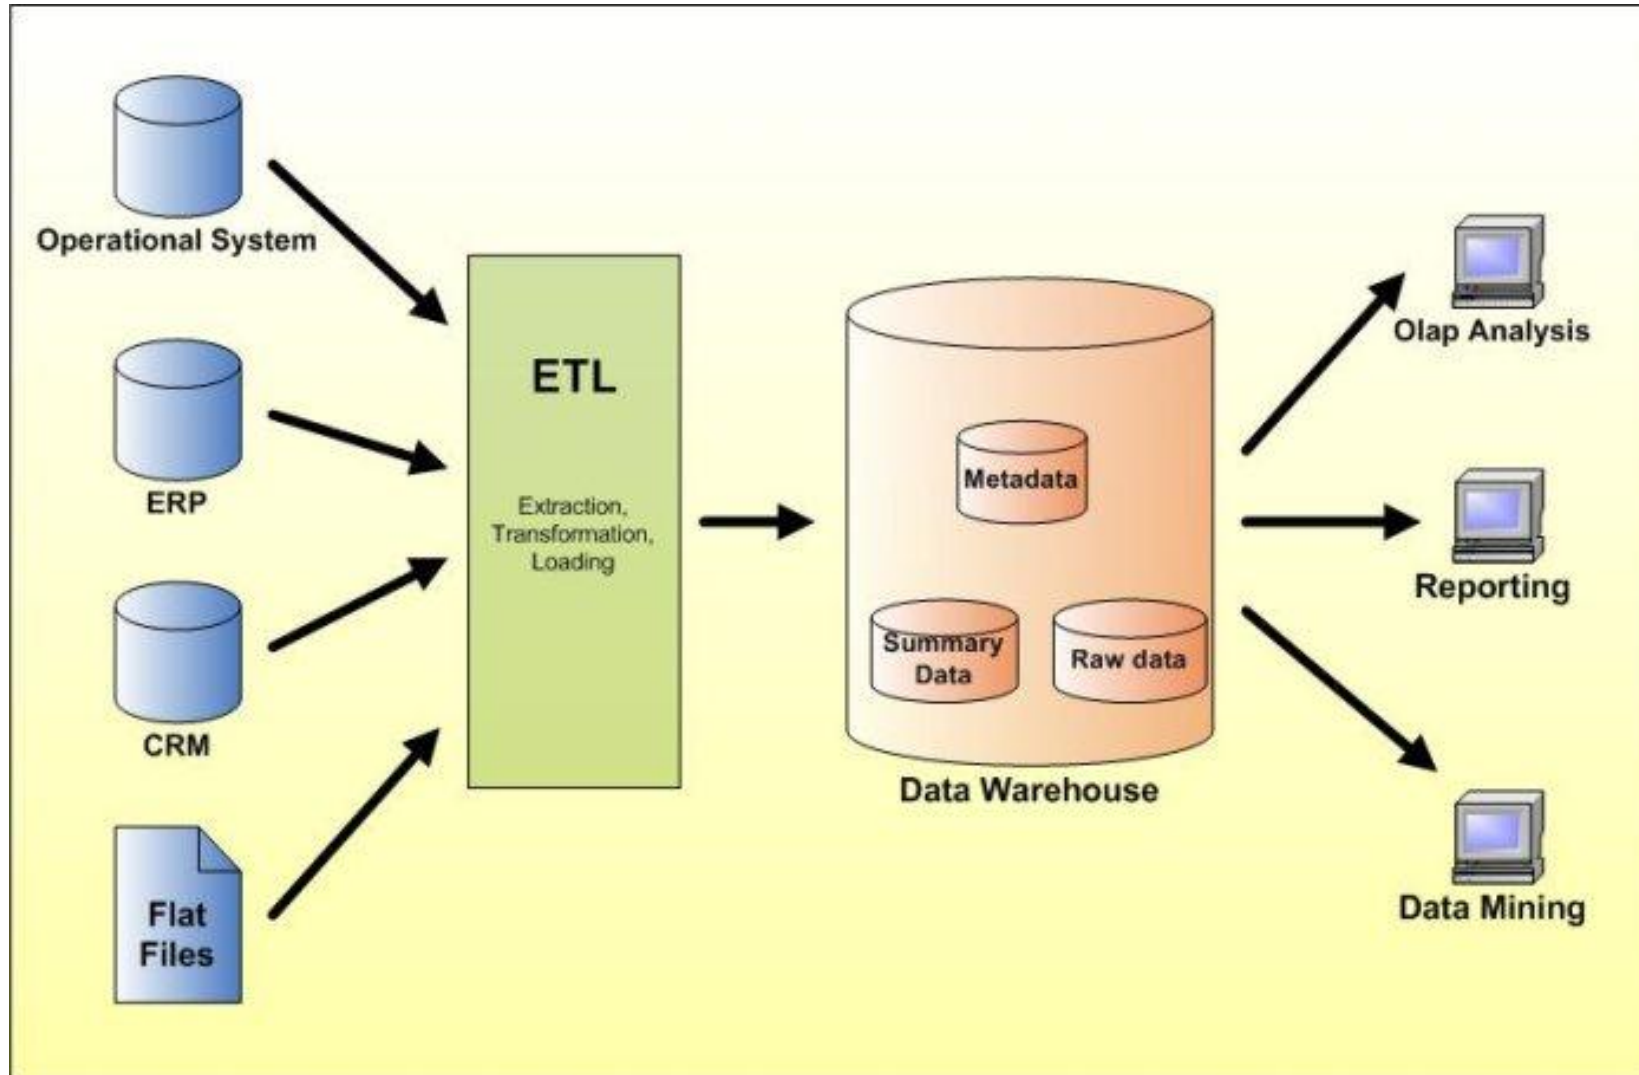 Operational System
ERP
CRM
Flat
Files
ETL
Extraction,
Transformation,
Loading
Metadata
Summary
Data
Raw data
Data Warehouse
Olap Analysis
Reporting
Data Mining